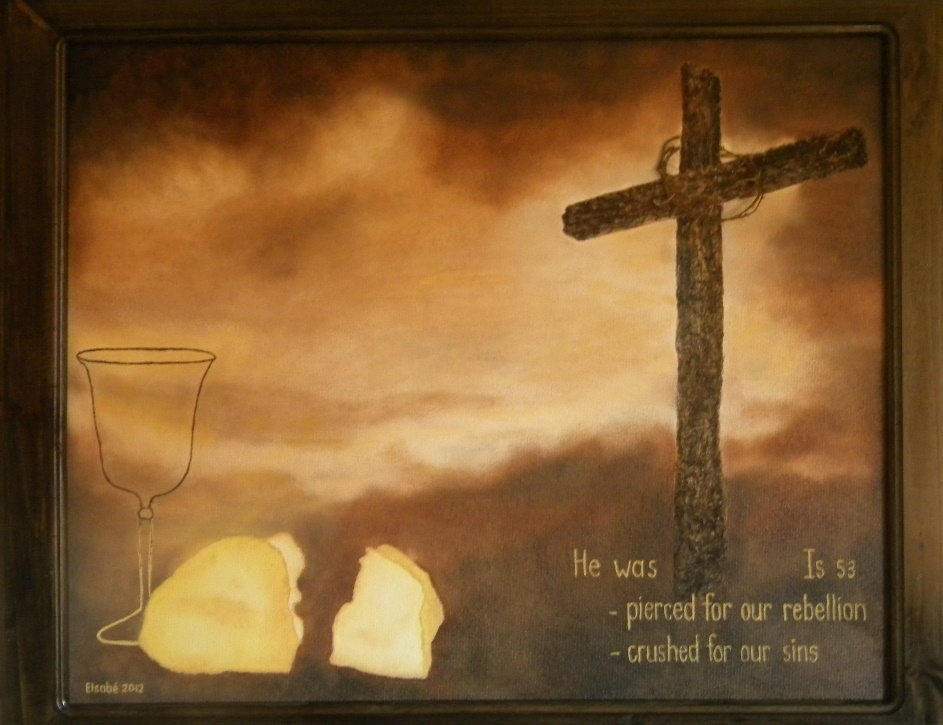 He was Is 53
- pierced for our rebellion
- crushed for our sins
Elsabé 2012